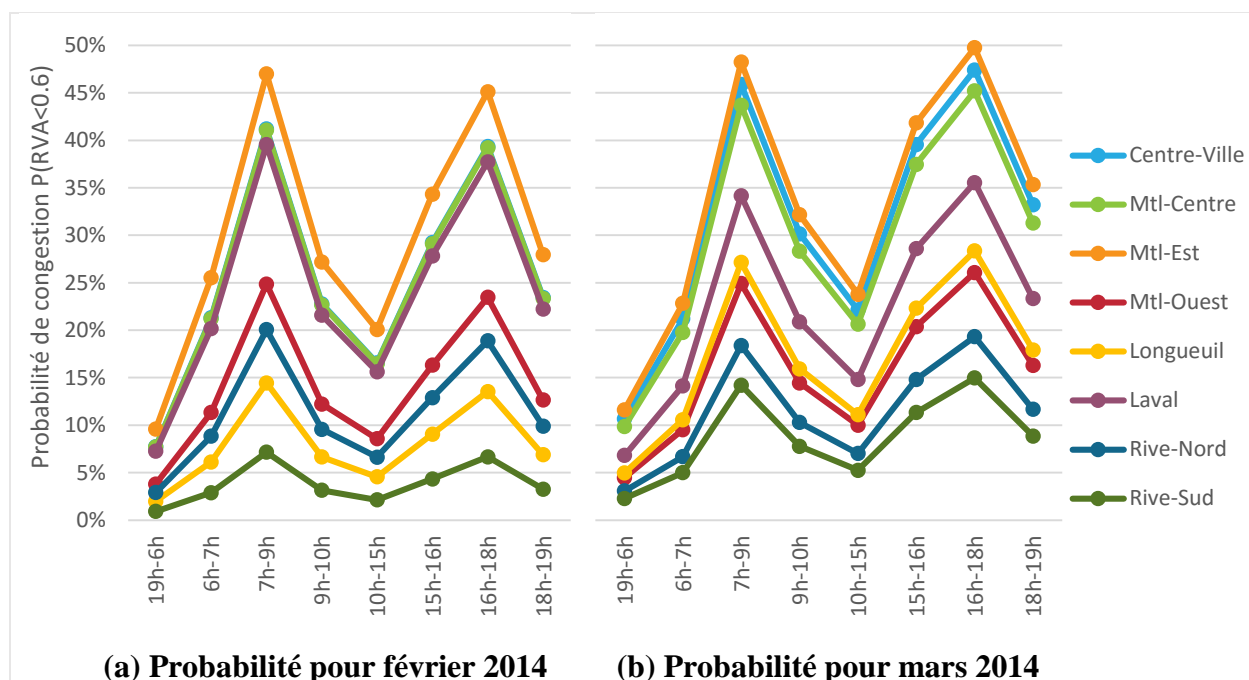 Probabilité de congestion P(RVA<0.6)
50%
45%
40%
35%
30%
25%
20%
15%
10%
5%
0%
19h-6h
6h-7h
7h-9h
9h-10h
10h-15h
15h-16h
16h-18h
18h-19h
19h-6h
6h-7h
7h-9h
9h-10h
10h-15h
15h-16h
16h-18h
18h-19h
Centre-Ville
Mtl-Centre
Mtl-Est
Mtl-Ouest
Longueuil
Laval
Rive-Nord
Rive-Sud
(a) Probabilité pour février 2014
(b) Probabilité pour mars 2014